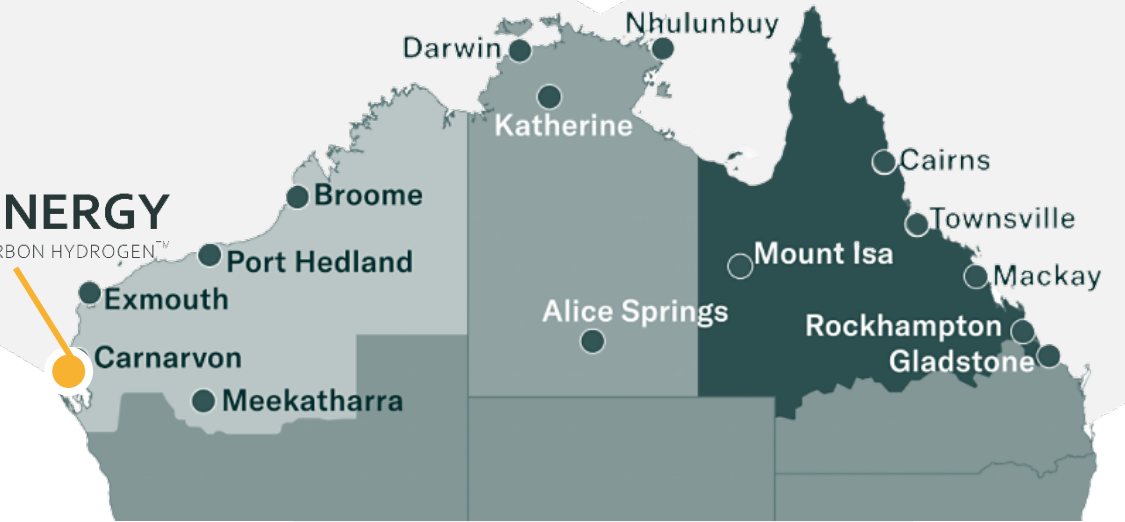 Nhulunbuy
Darwin
Katherine
Cairns
Broome
NERGY
Townsville
RBON HYDROGEN™
Mount Isa
Port Hedland
Mackay
Exmouth
Alice Springs
Rockhampton
Carnarvon
Gladstone
Meekatharra